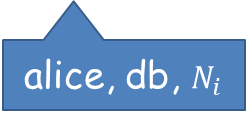 alice, db, Nᵢ